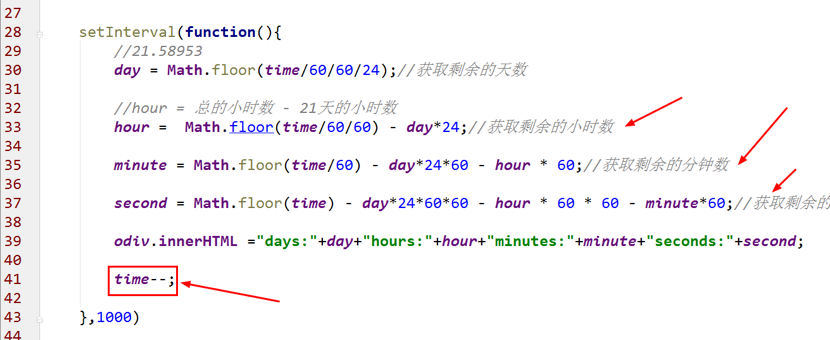 27
28 setInterval(function(){
29 //21.58953
30 day = Math.floor(time/60/60/24);//获取剩余的天数
31
32 //hour = 总的小时数 - 21天的小时数
33 hour =  Math.floor(time/60/60) - day*24;//获取剩余的小时数
34
35 minute = Math.floor(time/60) - day*24*60 - hour * 60;//获取剩余的分钟数
36
37 second = Math.floor(time) - day*24*60*60 - hour * 60 * 60 - minute*60;//获取剩余的
38
39 odiv.innerHTML ="days:"+day+"hours:"+hour+"minutes:"+minute+"seconds:"+second;
40
41 time--;
42
43 },1000)
44